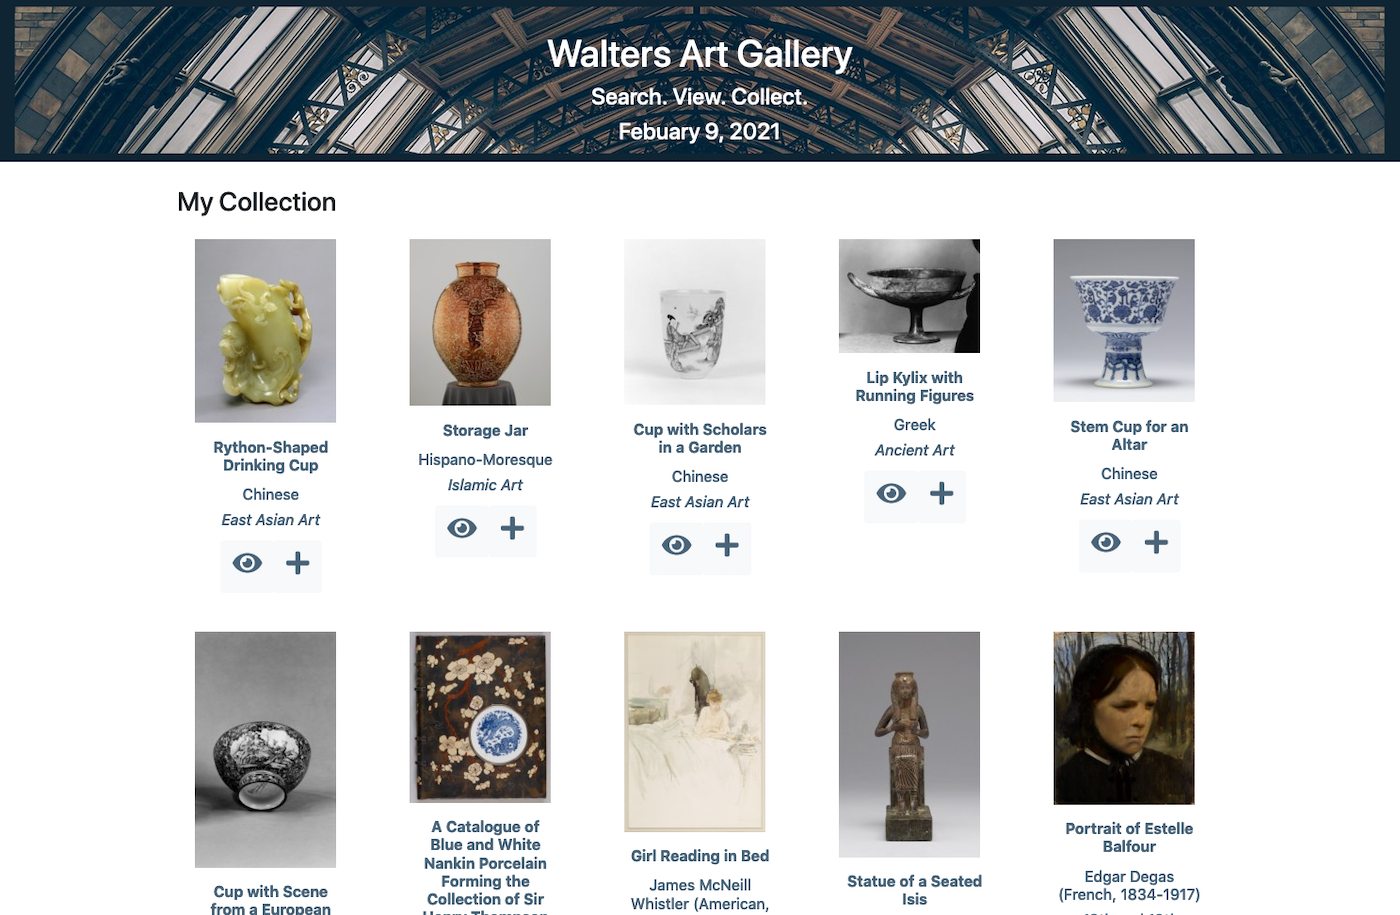 Walters Art Gallery
Search. View. Collect.
Febuary 9, 2021
My Collection
Rython-Shaped
Drinking Cup
Chinese
East Asian Art
Storage Jar
Hispano-Moresque
Islamic Art
Cup with Scholars
in a Garden
Chinese
East Asian Art
Lip Kylix with
Running Figures
Greek
Ancient Art
Stem Cup for an
Altar
Chinese
East Asian Art
Cup with Scene
from a European
A Catalogue of
Blue and White
Nankin Porcelain
Forming the
Collection of Sir
Henry Thompson
Girl Reading in Bed
James McNeill
Whistler (American,
Statue of a Seated
Isis
Portrait of Estelle
Balfour
Edgar Degas
(French, 1834-1917)